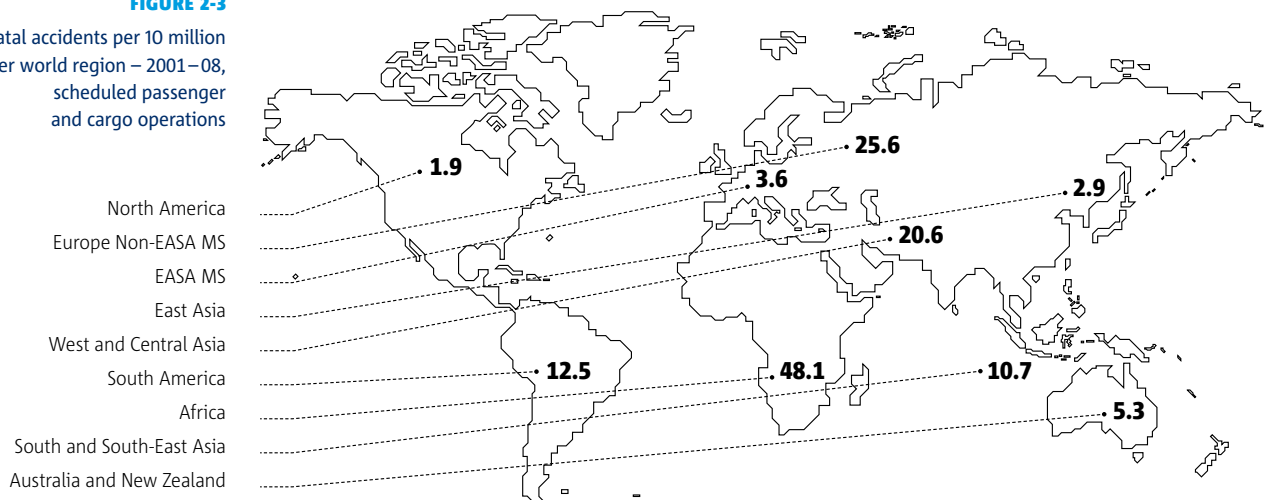 FIGURE 2-3
atal accidents per 10 million
er world region – 2001–08,
scheduled passenger
and cargo operations
North America
Europe Non-EASA MS
EASA MS
East Asia
West and Central Asia
South America
Africa
South and South-East Asia
Australia and New Zealand
1.9
25.6
3.6
2.9
20.6
12.5
48.1
10.7
5.3